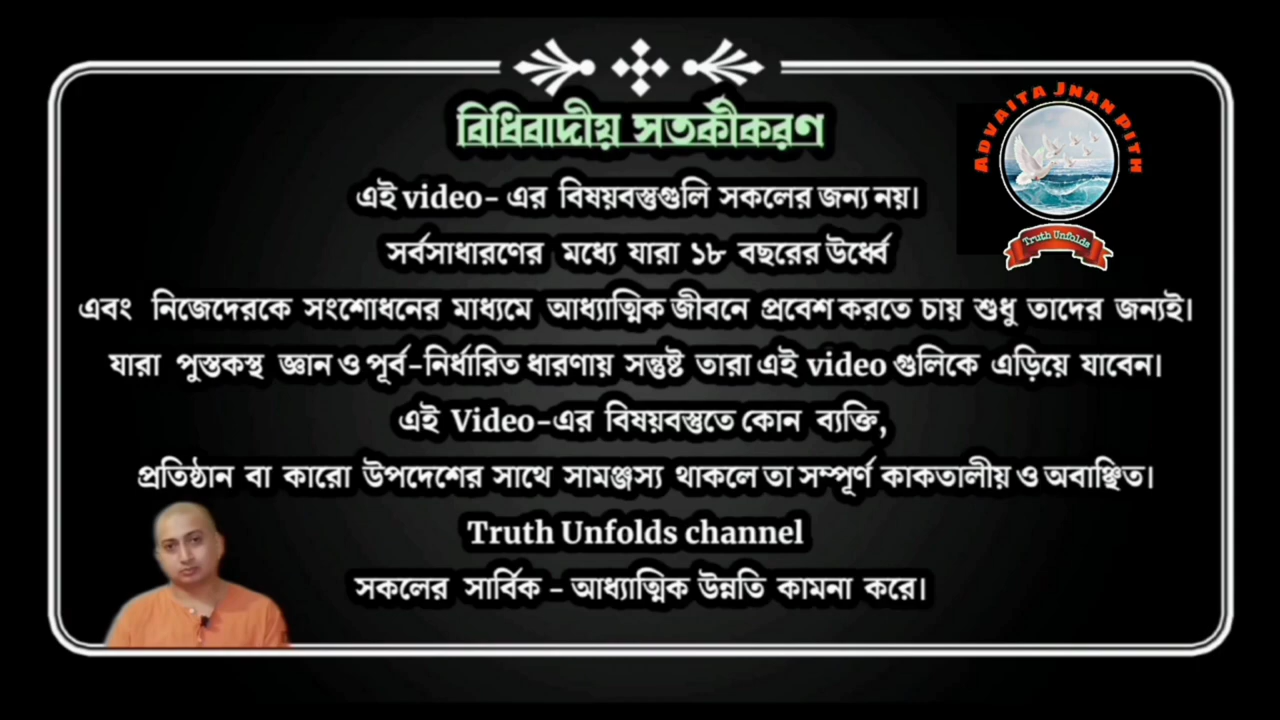 বিধিবাদীয় সতর্কীকরণ
ADVAITA JNAN PITH
Truth Unfolds
এই video- এর বিষয়বস্তুগুলি সকলের জন্য নয়।
সর্বসাধারণের মধ্যে যারা ১৮ বছরের উর্ধ্বে
এবং নিজেদেরকে সংশোধনের মাধ্যমে আধ্যাত্মিক জীবনে প্রবেশ করতে চায় শুধু তাদের জন্যই।
যারা পুস্তকস্থ জ্ঞান ও পূর্ব-নির্ধারিত ধারণায় সন্তুষ্ট তারা এই video গুলিকে এড়িয়ে যাবেন।
এই Video-এর বিষয়বস্তুতে কোন ব্যক্তি,
প্রতিষ্ঠান বা কারো উপদেশের সাথে সামঞ্জস্য থাকলে তা সম্পূর্ণ কাকতালীয় ও অবাঞ্ছিত।
Truth Unfolds channel
সকলের সার্বিক - আধ্যাত্মিক উন্নতি কামনা করে।